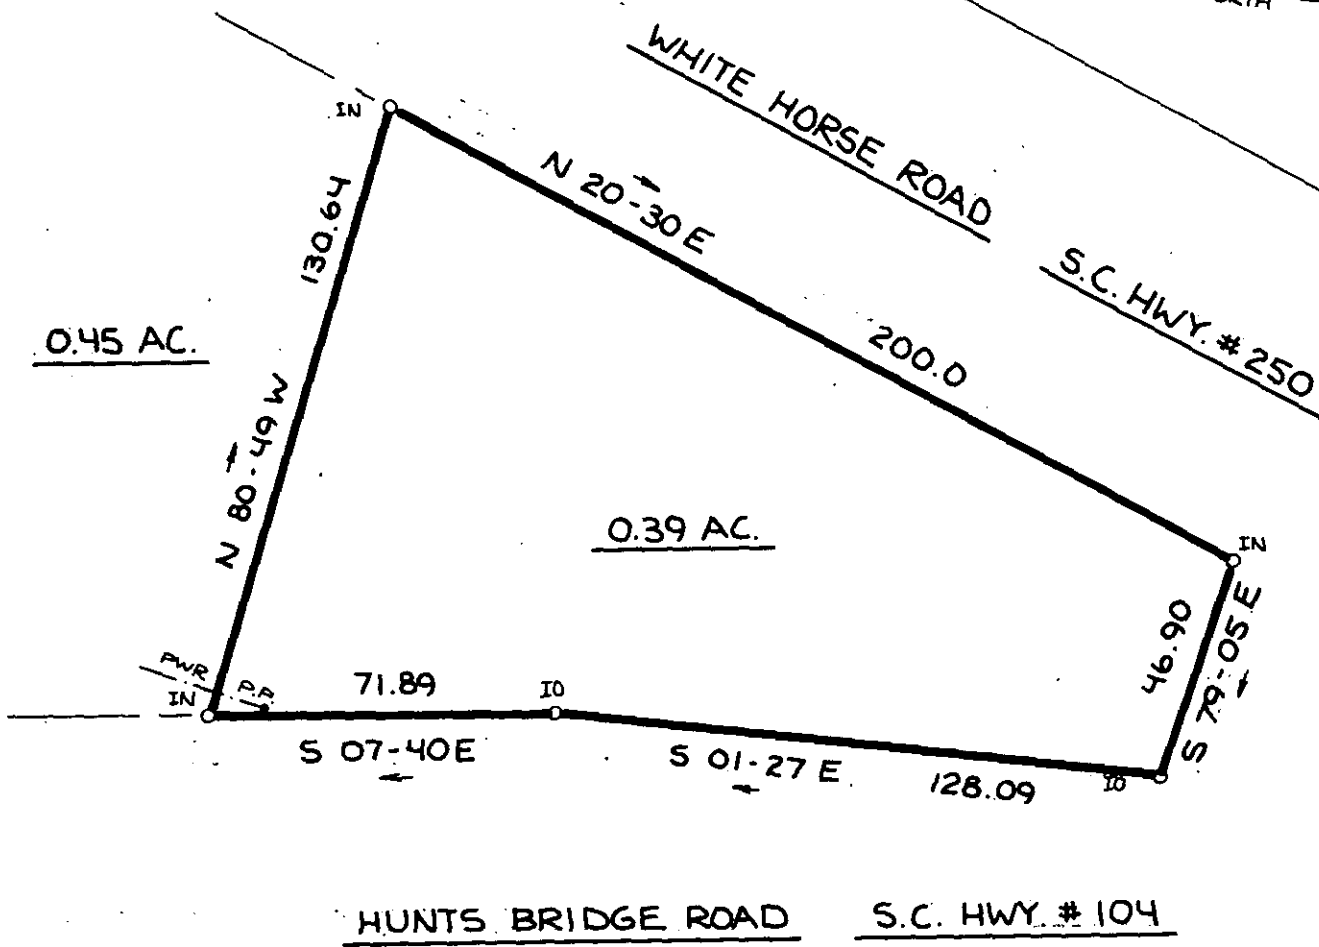 WHITE HORSE ROAD
S.C. HWY. # 250
IN
N 20-30 E
200.0
130.64
N 80-49 W
0.45 AC.
0.39 AC.
IN
46.90
S 79-05 E
PWR
P.P.
IN
71.89
IO
S 07-40 E
S 01-27 E
128.09
IO
HUNTS BRIDGE ROAD
S.C. HWY. # 104